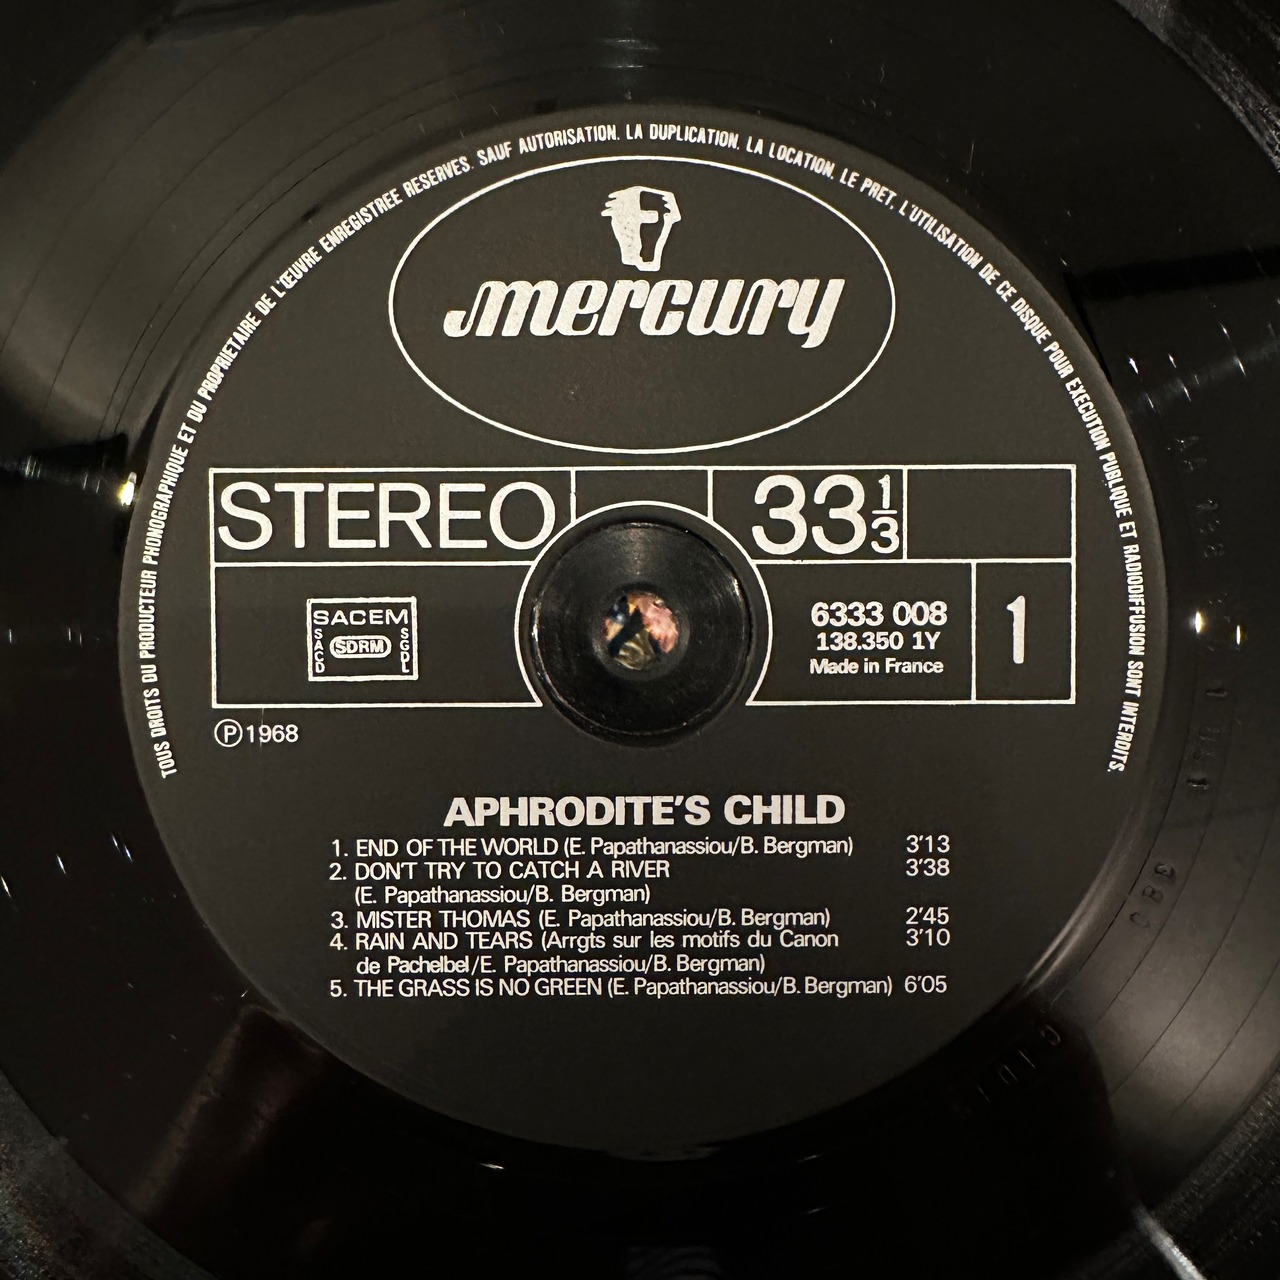 TOUS DROITS DU PRODUCTEUR PHONOGRAPHIQUE ET DU PROPRIETAIRE DE L'ŒUVRE ENREGISTREE RESERVES. SAUF AUTORISATION, LA DUPLICATION, LA LOCATION, LE PRET, L'UTILISATION DE CE DISQUE POUR EXECUTION PUBLIQUE ET RADIODIFFUSION SONT INTERDITS.
mercury
STEREO
33 1/3
SACEM
SACD
SDRM
SGDL
6333 008
138.350 1Y
Made in France
1
Ⓟ1968
APHRODITE'S CHILD
1. END OF THE WORLD (E. Papathanassiou/B. Bergman) 3'13
2. DON'T TRY TO CATCH A RIVER 3'38
(E. Papathanassiou/B. Bergman)
3. MISTER THOMAS (E. Papathanassiou/B. Bergman) 2'45
4. RAIN AND TEARS (Arrgts sur les motifs du Canon 3'10
de Pachelbel/E. Papathanassiou/B. Bergman)
5. THE GRASS IS NO GREEN (E. Papathanassiou/B. Bergman) 6'05